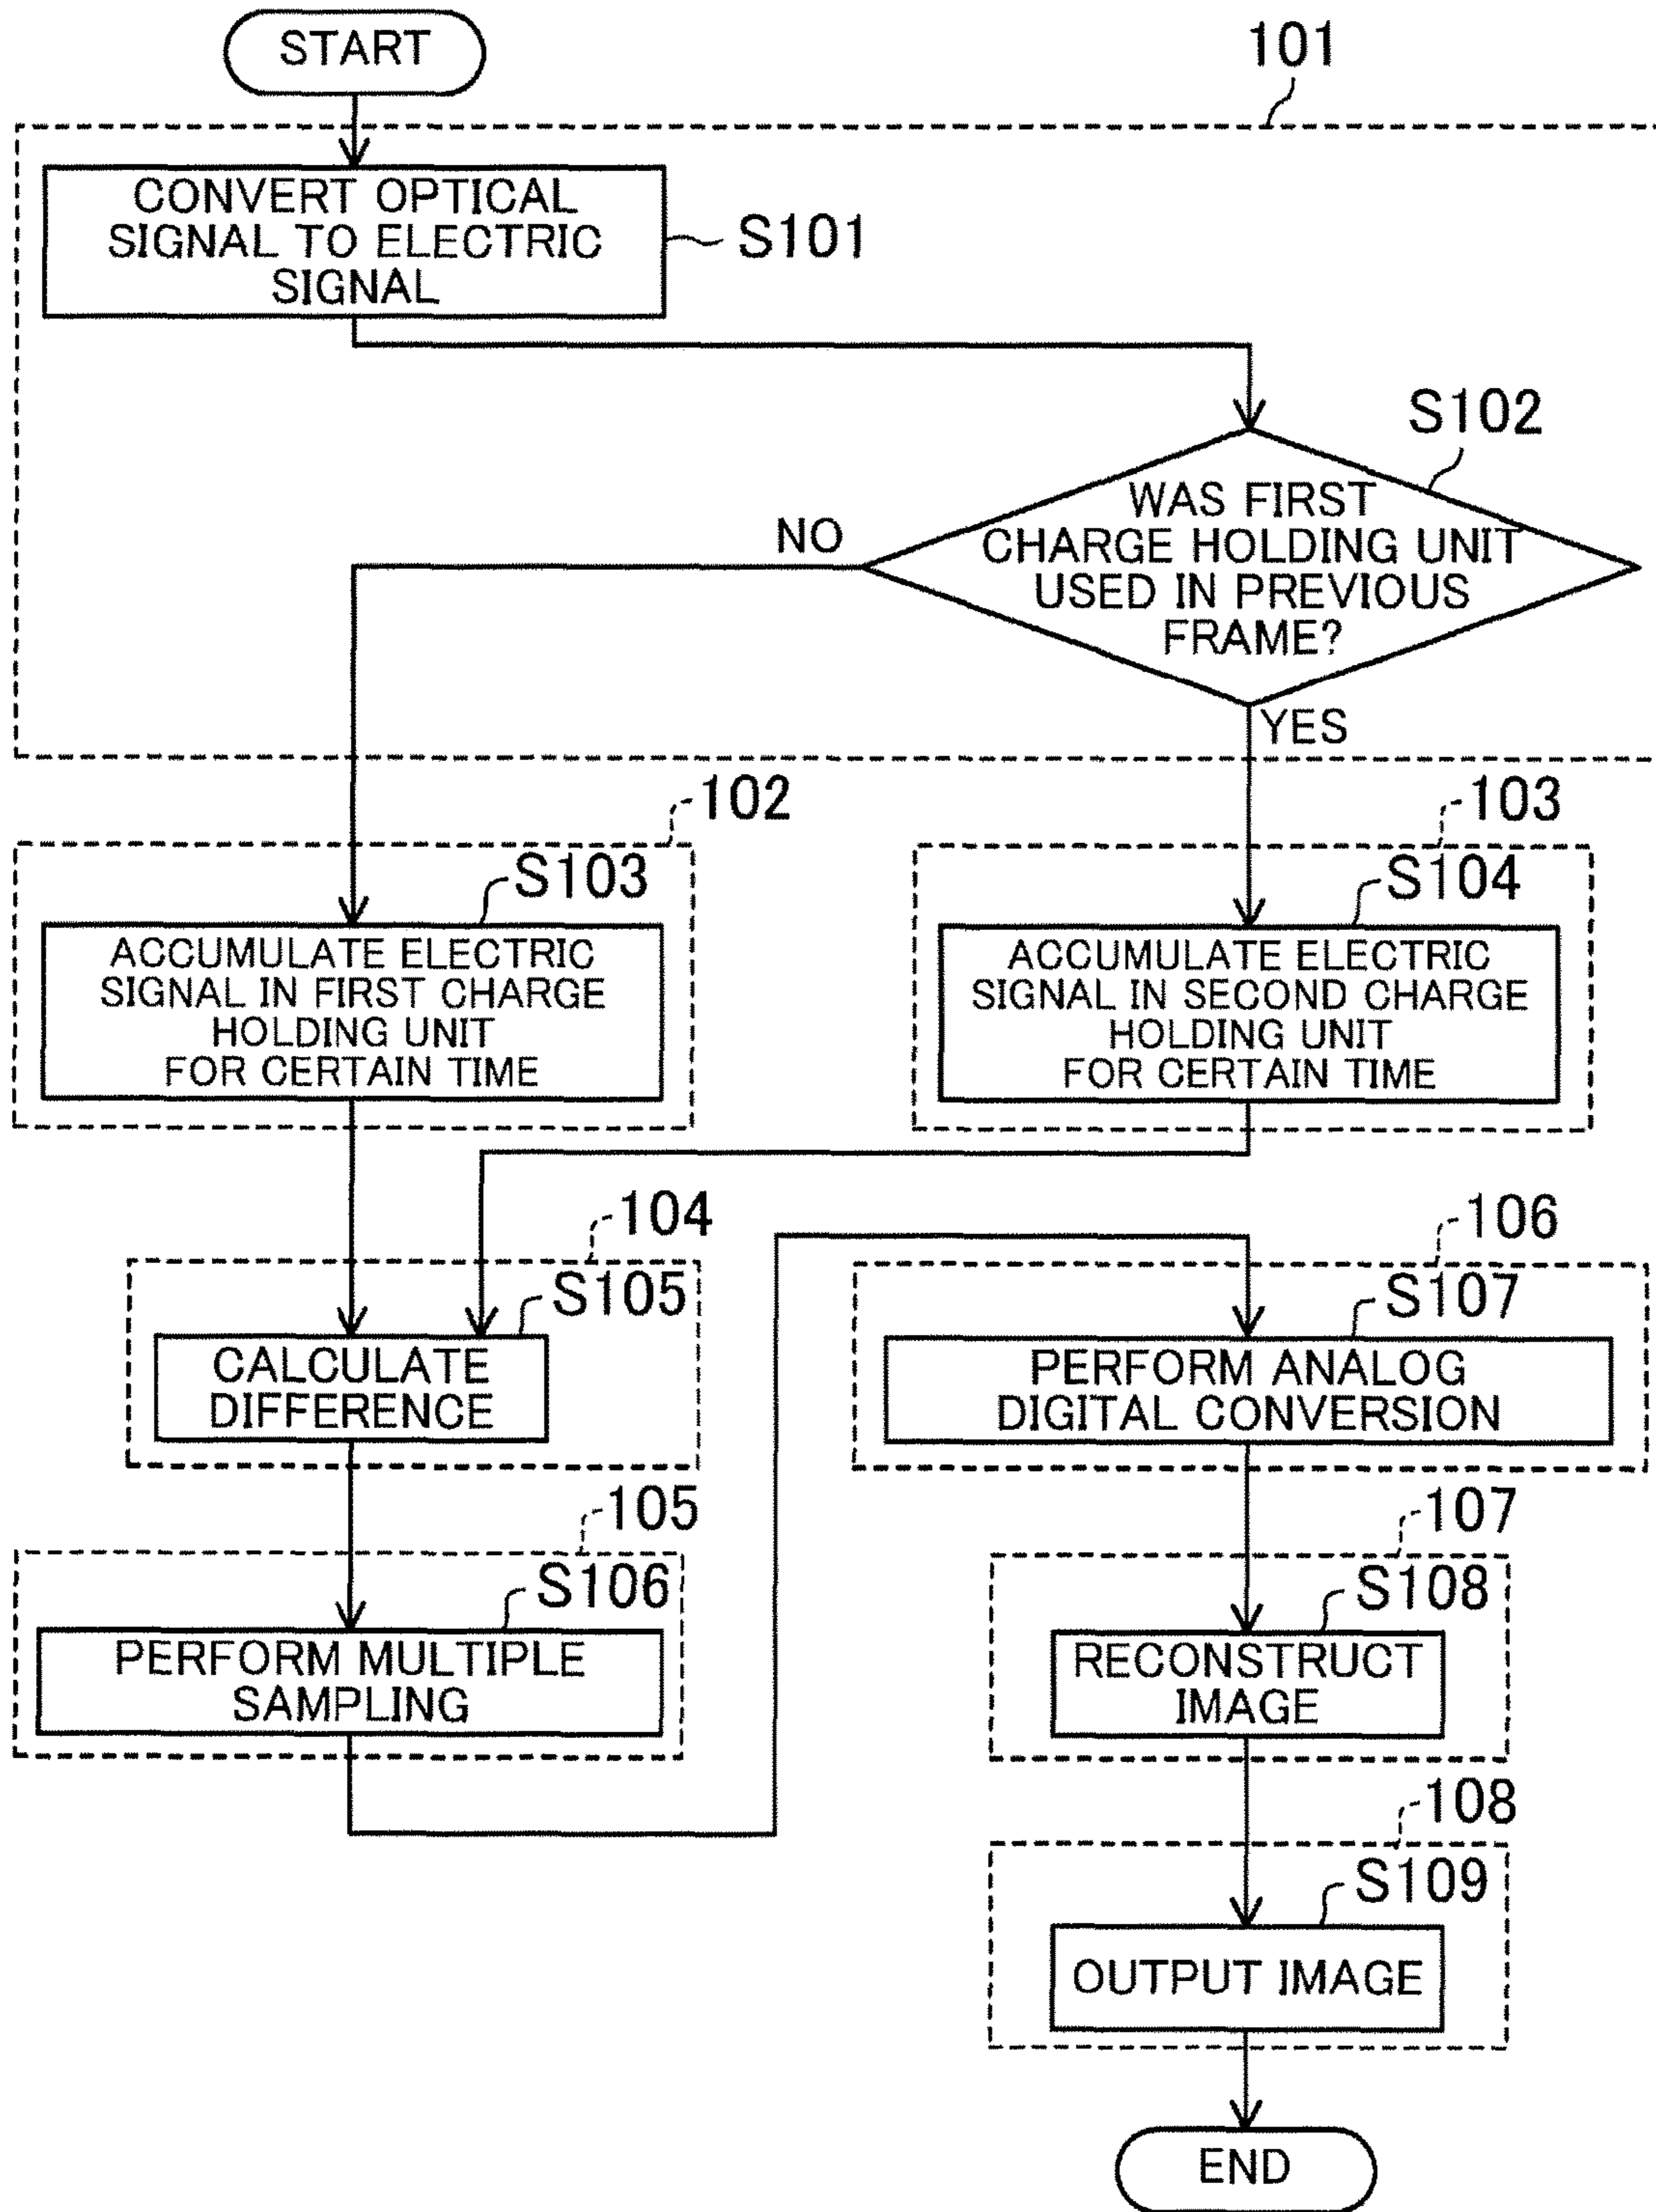 START
101
CONVERT OPTICAL
SIGNAL TO ELECTRIC
SIGNAL
S101
S102
WAS FIRST
CHARGE HOLDING UNIT
USED IN PREVIOUS
FRAME?
NO
YES
102
103
S103
S104
ACCUMULATE ELECTRIC
SIGNAL IN FIRST CHARGE
HOLDING UNIT
FOR CERTAIN TIME
ACCUMULATE ELECTRIC
SIGNAL IN SECOND CHARGE
HOLDING UNIT
FOR CERTAIN TIME
104
106
S105
S107
CALCULATE
DIFFERENCE
PERFORM ANALOG
DIGITAL CONVERSION
105
107
S106
S108
PERFORM MULTIPLE
SAMPLING
RECONSTRUCT
IMAGE
108
S109
OUTPUT IMAGE
END